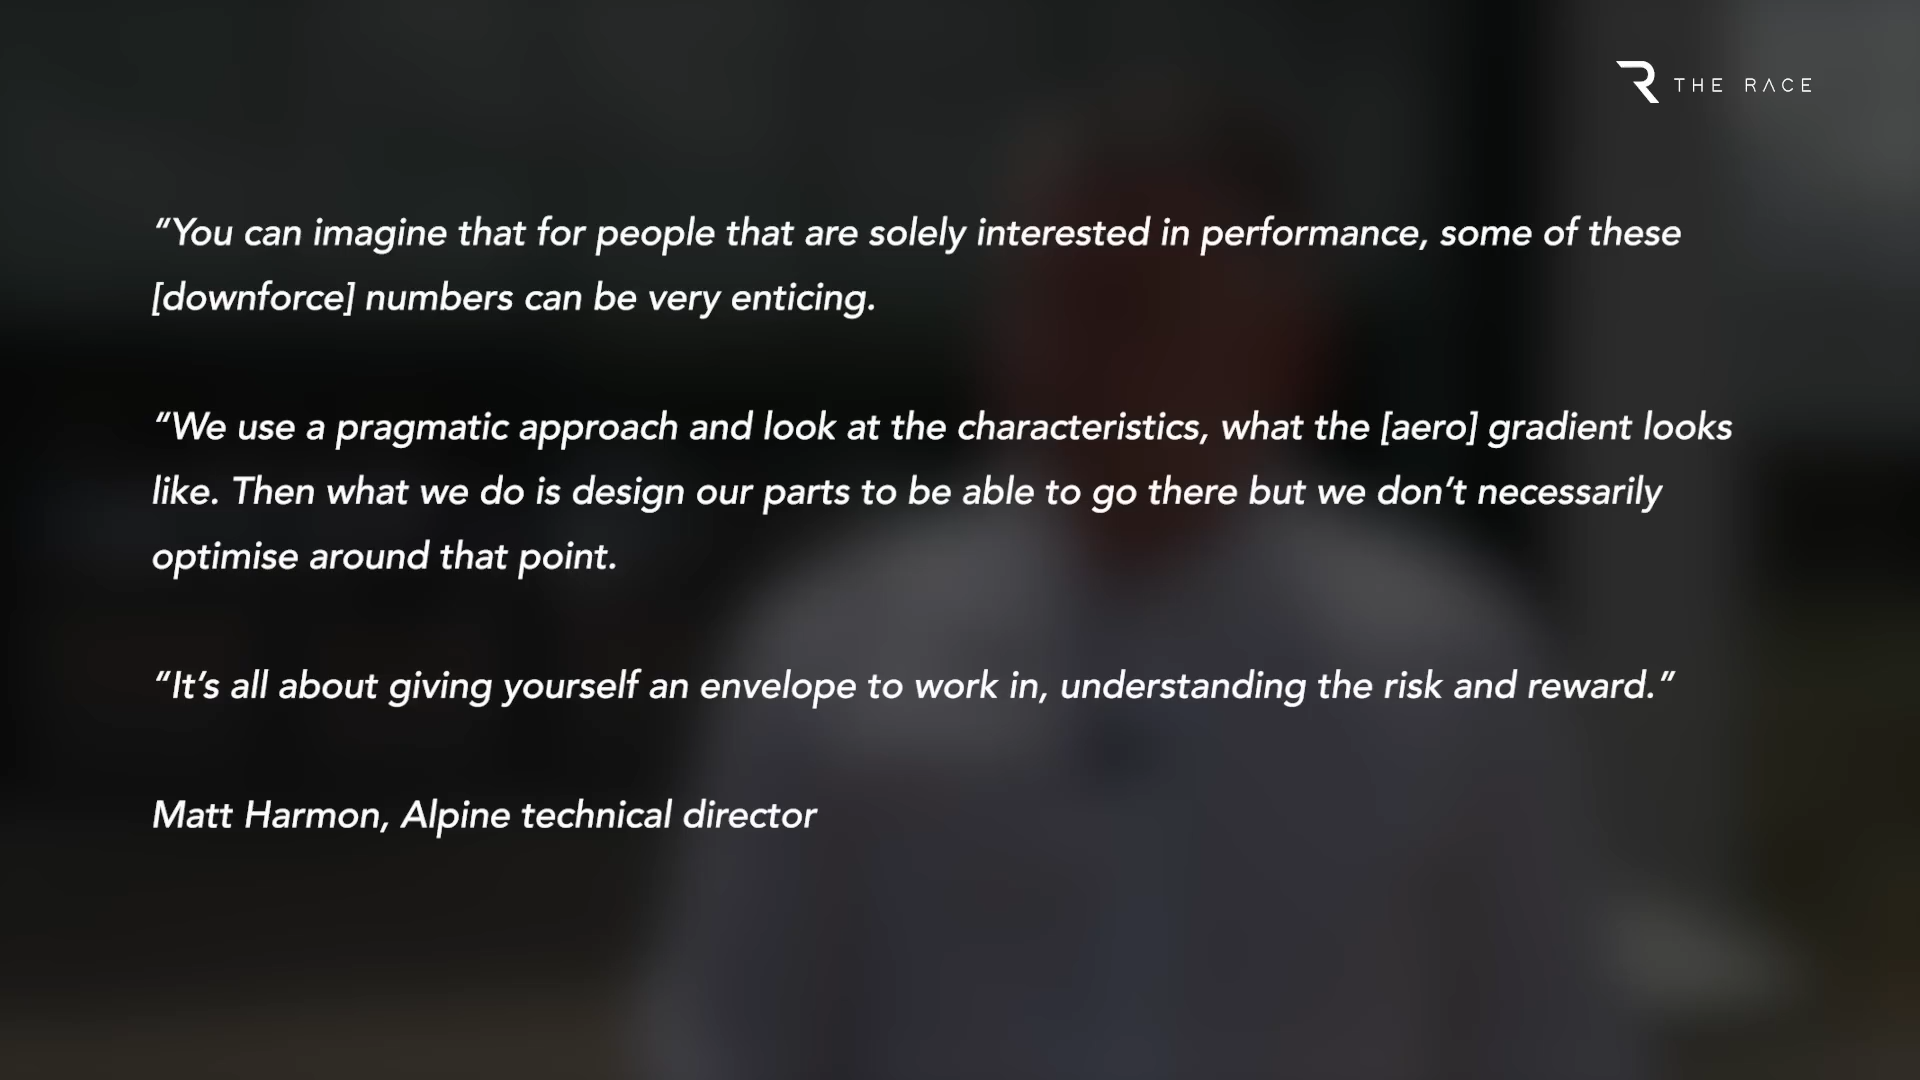 THE RACE
“You can imagine that for people that are solely interested in performance, some of these
[downforce] numbers can be very enticing.
“We use a pragmatic approach and look at the characteristics, what the [aero] gradient looks
like. Then what we do is design our parts to be able to go there but we don’t necessarily
optimise around that point.
“It’s all about giving yourself an envelope to work in, understanding the risk and reward.”
Matt Harmon, Alpine technical director